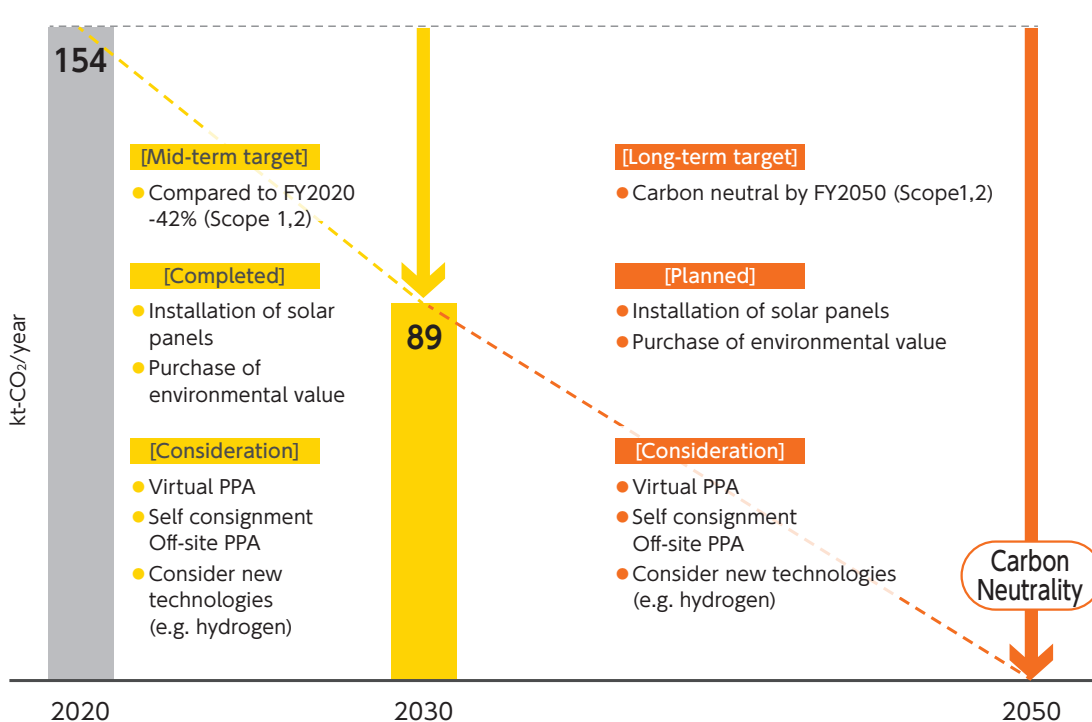 154
kt-CO₂/year
[Mid-term target]
● Compared to FY2020
-42% (Scope 1,2)
[Completed]
● Installation of solar
panels
● Purchase of
environmental value
[Consideration]
● Virtual PPA
● Self consignment
Off-site PPA
● Consider new
technologies
(e.g. hydrogen)
89
[Long-term target]
● Carbon neutral by FY2050 (Scope1,2)
[Planned]
● Installation of solar panels
● Purchase of environmental value
[Consideration]
● Virtual PPA
● Self consignment
Off-site PPA
● Consider new technologies
(e.g. hydrogen)
Carbon
Neutrality
2020
2030
2050